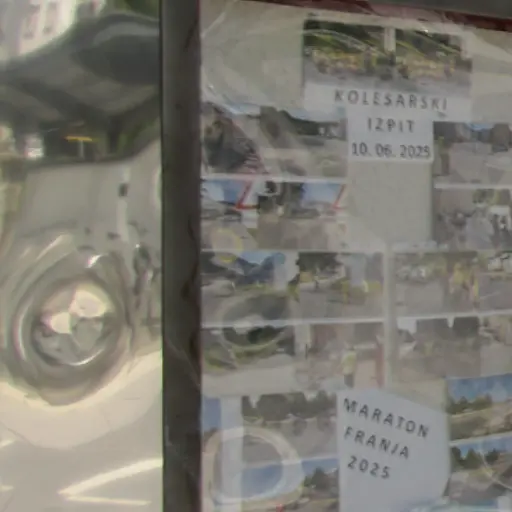 KOLESARSKI
IZPIT
10. 06. 2025
MARATON
FRANJA
2025